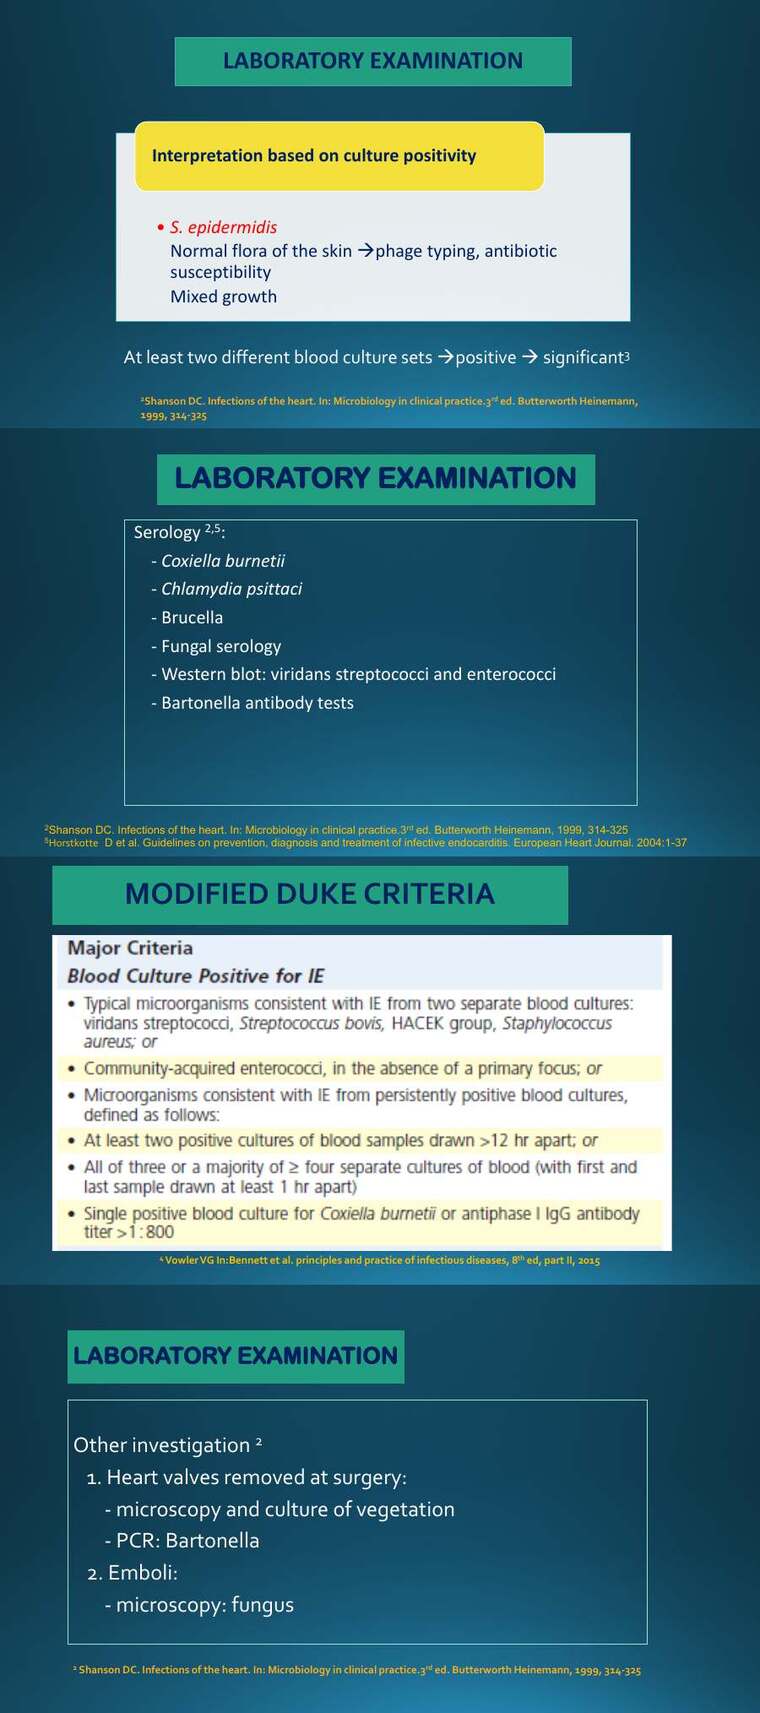 LABORATORY EXAMINATION
Interpretation based on culture positivity
• S. epidermidis
Normal flora of the skin →phage typing, antibiotic
susceptibility
Mixed growth
At least two different blood culture sets →positive → significant³
²Shanson DC. Infections of the heart. In: Microbiology in clinical practice.3rd ed. Butterworth Heinemann,
1999, 314-325
LABORATORY EXAMINATION
Serology 2,5:
- Coxiella burnetii
- Chlamydia psittaci
- Brucella
- Fungal serology
- Western blot: viridans streptococci and enterococci
- Bartonella antibody tests
²Shanson DC. Infections of the heart. In: Microbiology in clinical practice.3rd ed. Butterworth Heinemann, 1999, 314-325
⁵Horstkotte D et al. Guidelines on prevention, diagnosis and treatment of infective endocarditis. European Heart Journal. 2004:1-37
MODIFIED DUKE CRITERIA
Major Criteria
Blood Culture Positive for IE
• Typical microorganisms consistent with IE from two separate blood cultures:
viridans streptococci, Streptococcus bovis, HACEK group, Staphylococcus
aureus; or
• Community-acquired enterococci, in the absence of a primary focus; or
• Microorganisms consistent with IE from persistently positive blood cultures,
defined as follows:
• At least two positive cultures of blood samples drawn >12 hr apart; or
• All of three or a majority of ≥ four separate cultures of blood (with first and
last sample drawn at least 1 hr apart)
• Single positive blood culture for Coxiella burnetii or antiphase I IgG antibody
titer >1:800
⁴ Vowler VG In:Bennett et al. principles and practice of infectious diseases, 8th ed, part II, 2015
LABORATORY EXAMINATION
Other investigation ²
1. Heart valves removed at surgery:
- microscopy and culture of vegetation
- PCR: Bartonella
2. Emboli:
- microscopy: fungus
² Shanson DC. Infections of the heart. In: Microbiology in clinical practice.3rd ed. Butterworth Heinemann, 1999, 314-325